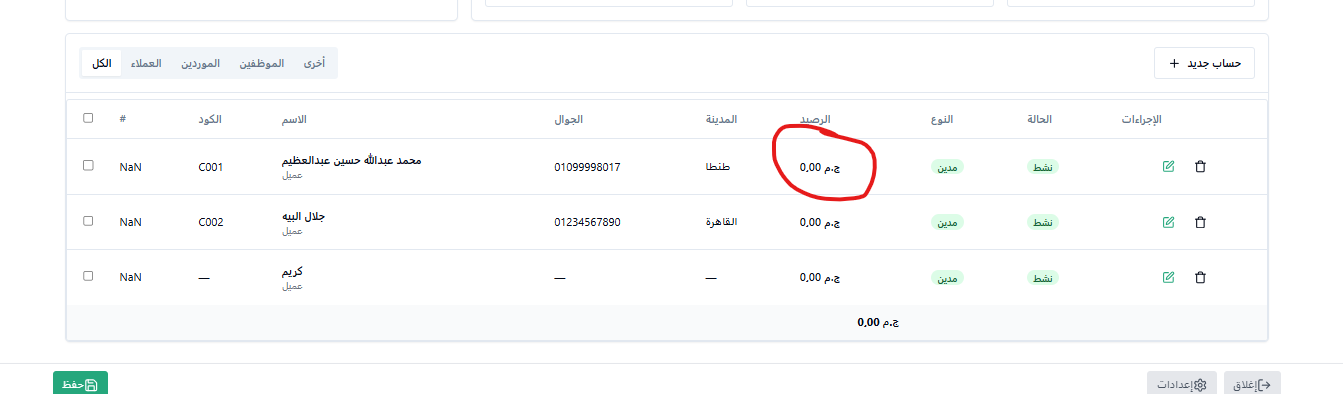 الكل العملاء الموردين الموظفين أخرى
حساب جديد +
# الكود الاسم الجوال المدينة الرصيد النوع الحالة الإجراءات
NaN C001 محمد عبدالله حسين عبدالعظيم 01099998017 طنطا ج.م 0,00 مدين نشط
عميل
NaN C002 جلال البيه 01234567890 القاهرة ج.م 0,00 مدين نشط
عميل
NaN — كريم — — ج.م 0,00 مدين نشط
عميل
ج.م 0,00
حفظ إعدادات إغلاق